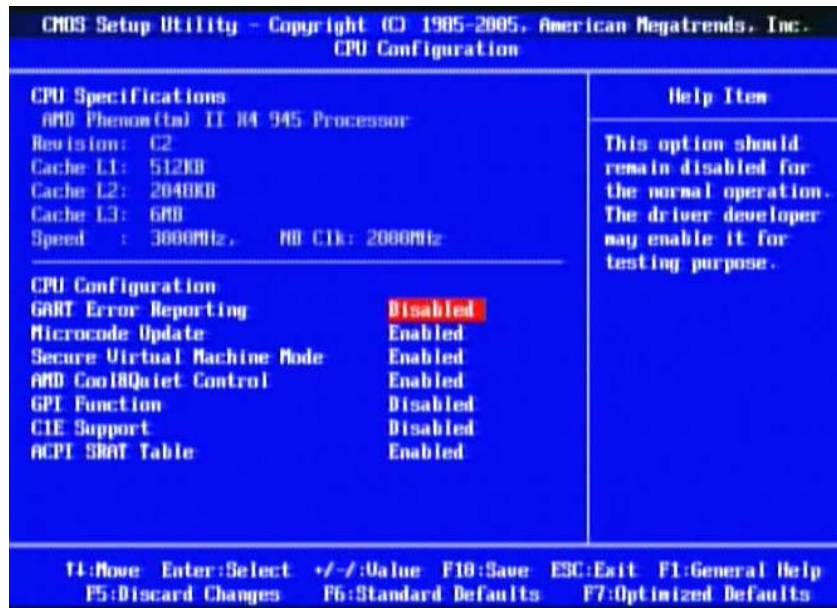 CMOS Setup Utility - Copyright (C) 1985-2005, American Megatrends, Inc.
CPU Configuration
CPU Specifications
AMD Phenom(tm) II X4 945 Processor
Revision: C2
Cache L1: 512KB
Cache L2: 2048KB
Cache L3: 6MB
Speed : 3000MHz, NB Clk: 2000MHz
CPU Configuration
GART Error Reporting Disabled
Microcode Update Enabled
Secure Virtual Machine Mode Enabled
AMD Cool&Quiet Control Enabled
GPI Function Disabled
C1E Support Disabled
ACPI SRAT Table Enabled
Help Item
This option should
remain disabled for
the normal operation.
The driver developer
may enable it for
testing purpose.
↑↓:Move Enter:Select +/-/:Value F10:Save ESC:Exit F1:General Help
F5:Discard Changes F6:Standard Defaults F7:Optimized Defaults